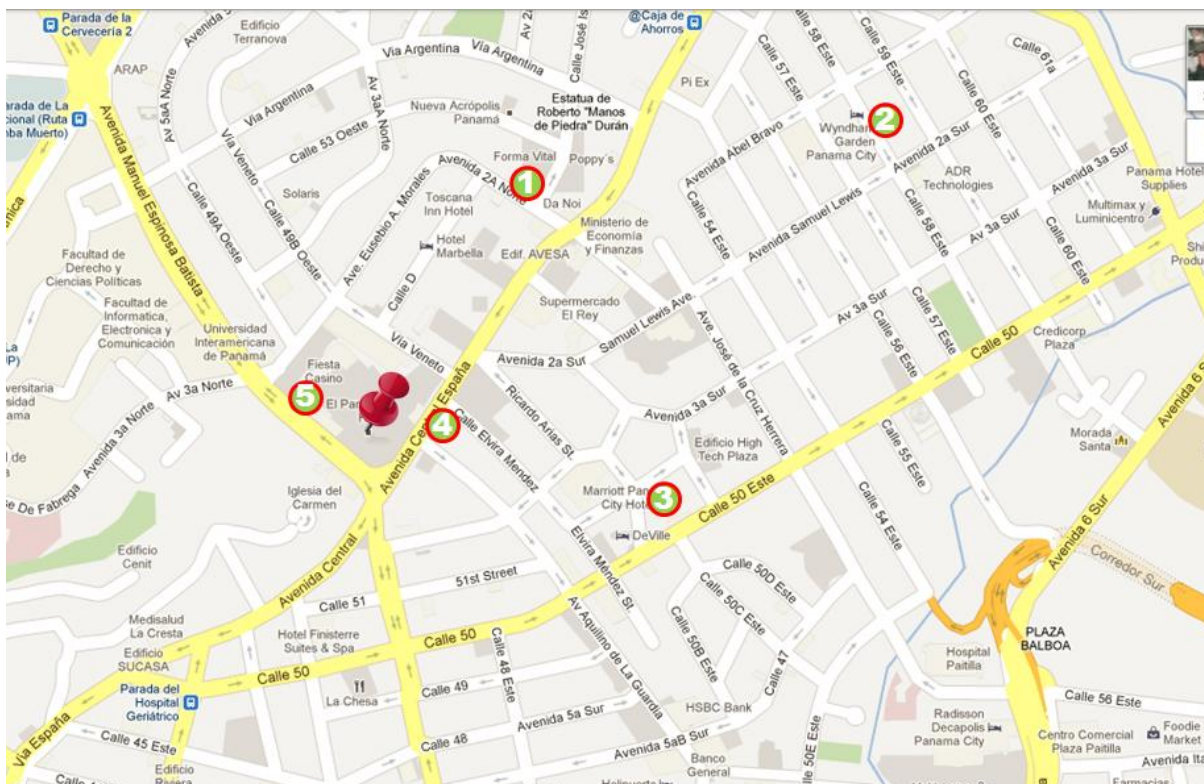 Parada de la
Cervecería 2
Edificio
Terranova
@Caja de
Ahorros
ARAP
Via Argentina
Via Argentina
Calle José Is
Calle 58 Este
Calle 59 Este
Calle 57 Este
Calle 61a
Pi Ex
Av 5aA Norte
Via Argentina
Av 3aA Norte
Nueva Acrópolis
Panamá
Estatua de
Roberto "Manos
de Piedra" Durán
Calle 60 Este
Wyndham
Garden
Panama City
2
Avenida Abel Bravo
Avenida 2a Sur
Avenida 3a Sur
Avenida Manuel Espinosa Batista
Via Veneto
Calle 53 Oeste
Forma Vital
Poppy's
1
Avenida 2A Norte
Da Noi
ADR
Technologies
Panama Hotel
Supplies
Multimax y
Luminicentro
Solaris
Calle 49A Oeste
Calle 49B Oeste
Ave. Eusebio A. Morales
Toscana
Inn Hotel
Hotel
Marbella
Calle D
Edif. AVESA
Ministerio de
Economía
y Finanzas
Calle 54 Este
Avenida Samuel Lewis
Calle 58 Este
Av 3a Sur
Calle 60 Este
Facultad de
Derecho y
Ciencias Políticas
Facultad de
Informatica,
Electronica y
Comunicación
Universidad
Interamericana
de Panamá
Supermercado
El Rey
Samuel Lewis Ave.
Av 3a Sur
Calle 57 Este
Calle 50
Credicorp
Plaza
Via Veneto
Avenida 2a Sur
Ave. José de la Cruz Herrera
Calle 56 Este
Av 3a Norte
Fiesta
Casino
5
El Pan
4
Avenida Central España
Calle Elvira Mendez
Ricardo Arias St.
Avenida 3a Sur
Edificio High
Tech Plaza
Calle 55 Este
Morada
Santa
Avenida 3a Norte
Iglesia del
Carmen
Marriott Pan
City Hot
3
DeVille
Calle 50 Este
Calle 54 Este
Avenida 6 Sur
Corredor Sur
Edificio
Cenit
Avenida Central
51st Street
Calle 51
Elvira Méndez St.
Calle 50D Este
Calle 50C Este
Medisalud
La Cresta
Edificio
SUCASA
Hotel Finisterre
Suites & Spa
Calle 50
Calle 50
Calle 48 Este
Av Aquilino de La Guardia
Calle 50B Este
Calle 47
PLAZA
BALBOA
Hospital
Paitilla
Parada del
Hospital
Geriátrico
La Chesa
Calle 49
Avenida 5a Sur
HSBC Bank
Calle 56 Este
Radisson
Decapolis
Panama City
Centro Comercial
Plaza Paitilla
Foodie
Market
Vía España
Calle 45 Este
Calle 48
Avenida 5aB Sur
Calle 50E Este
Banco
General
Edificio